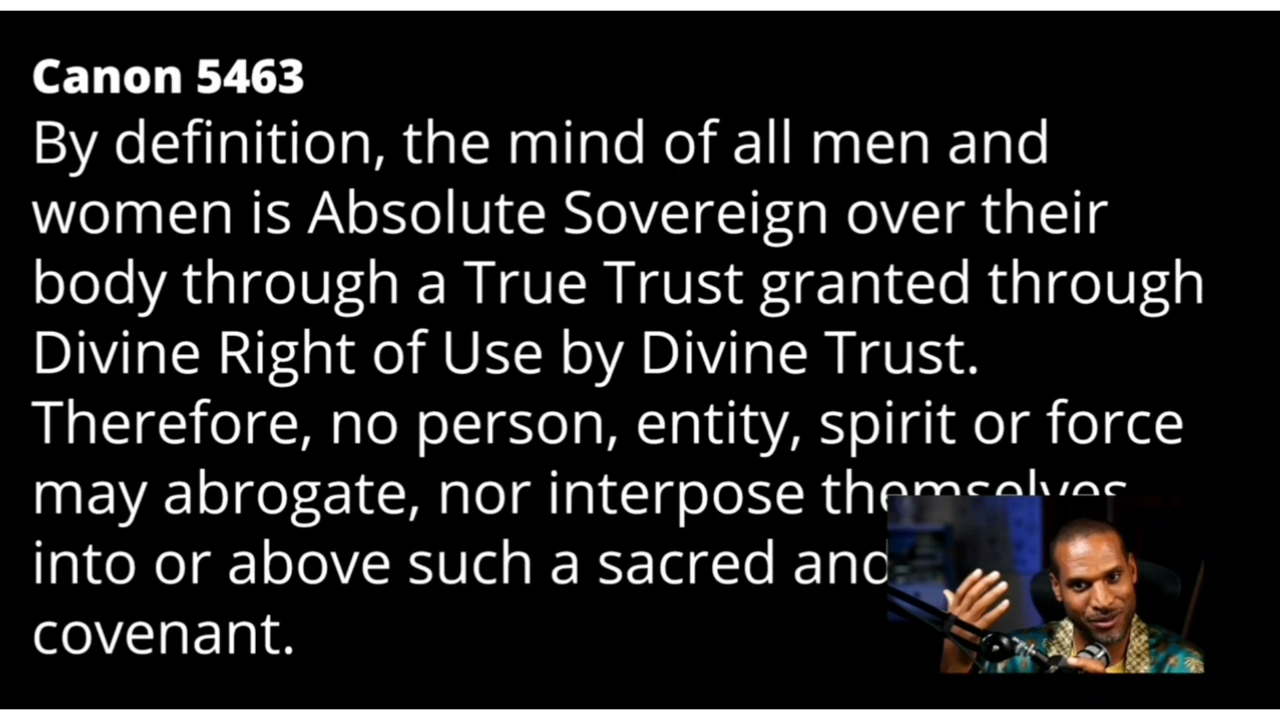 Canon 5463
By definition, the mind of all men and
women is Absolute Sovereign over their
body through a True Trust granted through
Divine Right of Use by Divine Trust.
Therefore, no person, entity, spirit or force
may abrogate, nor interpose themselves
into or above such a sacred and
covenant.